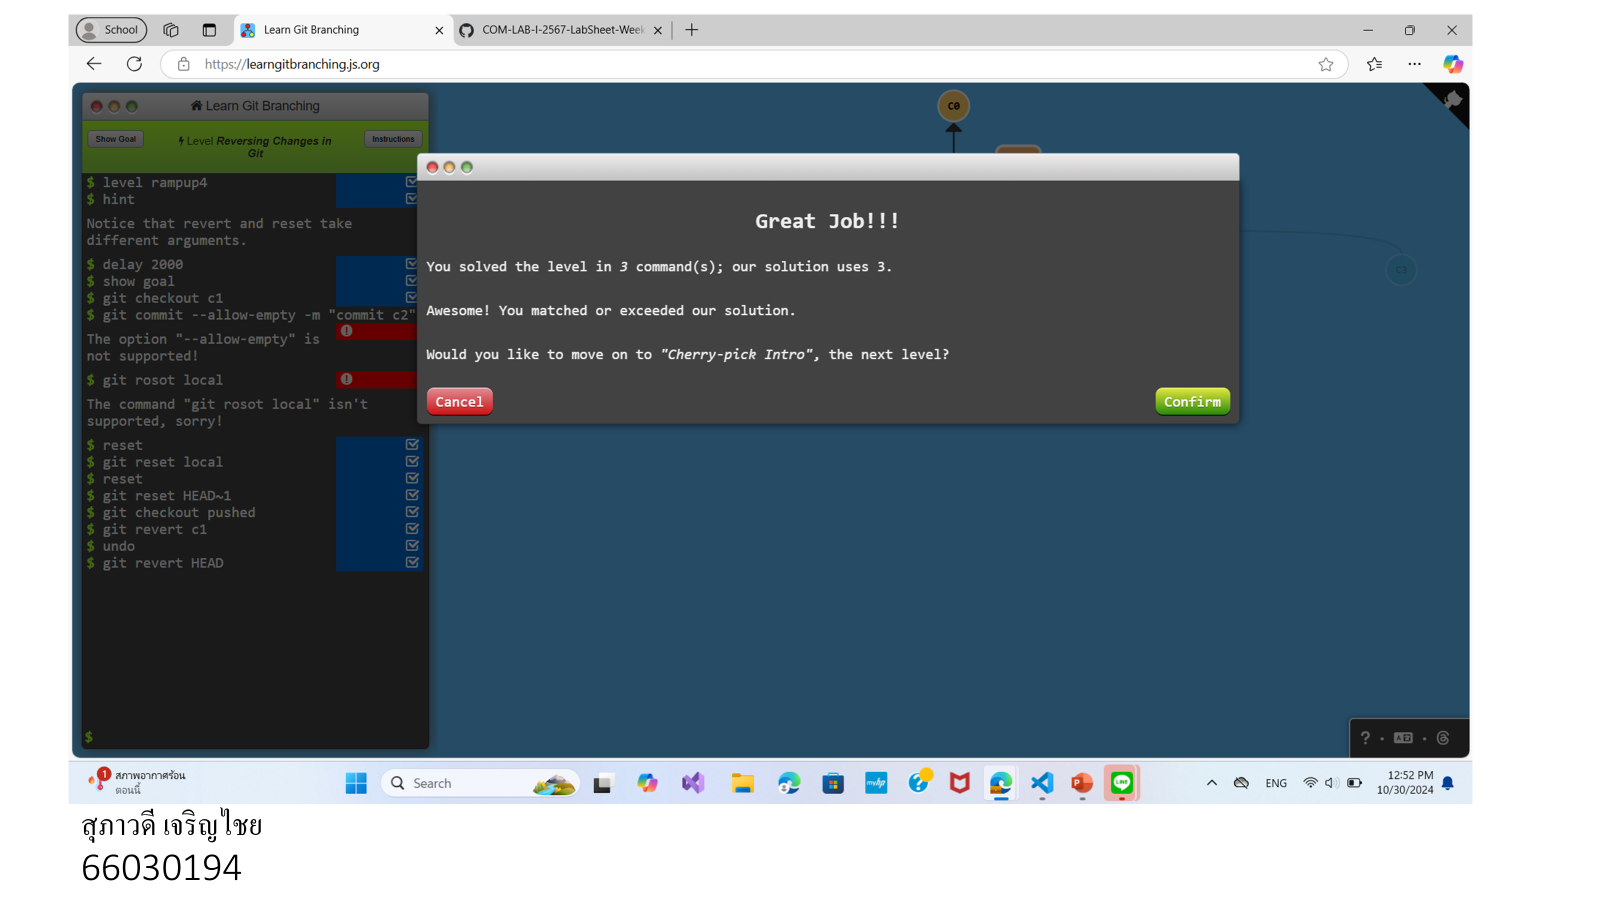 School
Learn Git Branching
COM-LAB-I-2567-LabSheet-Week
https://learngitbranching.js.org
Learn Git Branching
Show Goal
Level Reversing Changes in Git
Instructions
$ level rampup4
$ hint
Notice that revert and reset take
different arguments.
$ delay 2000
$ show goal
$ git checkout c1
$ git commit --allow-empty -m "commit c2"
The option "--allow-empty" is
not supported!
$ git rosot local
The command "git rosot local" isn't
supported, sorry!
$ reset
$ git reset local
$ reset
$ git reset HEAD~1
$ git checkout pushed
$ git revert c1
$ undo
$ git revert HEAD
$
C0
C3
Great Job!!!
You solved the level in 3 command(s); our solution uses 3.
Awesome! You matched or exceeded our solution.
Would you like to move on to "Cherry-pick Intro", the next level?
Cancel
Confirm
1
สภาพอากาศร้อน
ตอนนี้
Search
myhp
LINE
ENG
12:52 PM
10/30/2024
สุภาวดี เจริญไชย
66030194